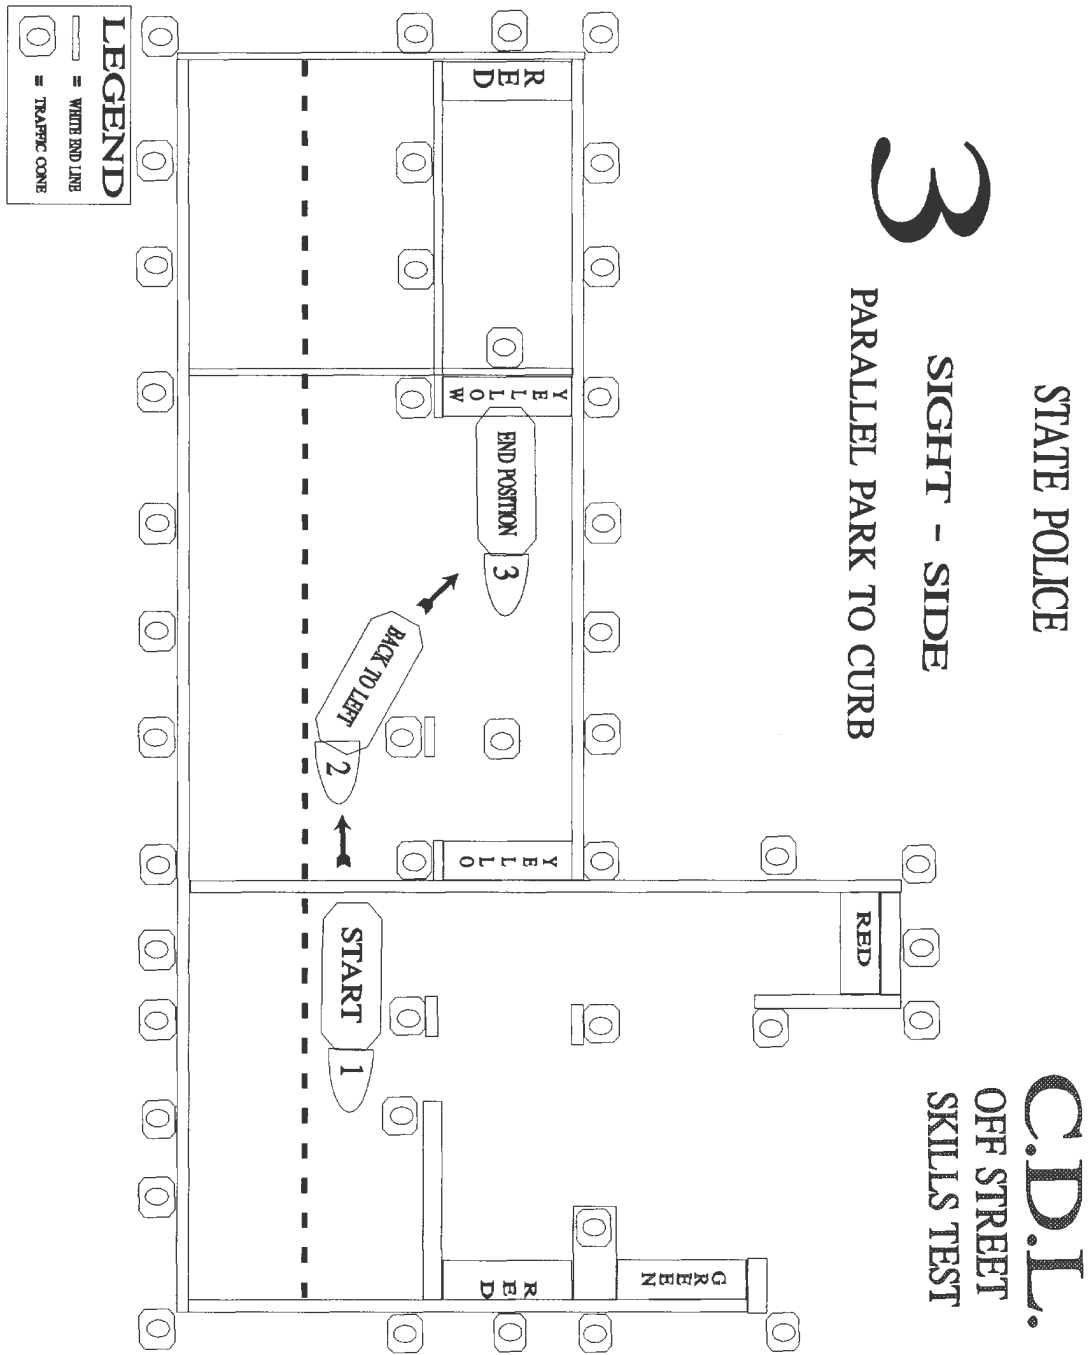 STATE POLICE
C.D.L.
OFF STREET
SKILLS TEST
3
SIGHT - SIDE
PARALLEL PARK TO CURB
RED
GREEN
RED
YELLOW
YELLO
RED
END POSITION
3
BACK TO LEFT
2
START
1
LEGEND
= WHITE END LINE
= TRAFFIC CONE